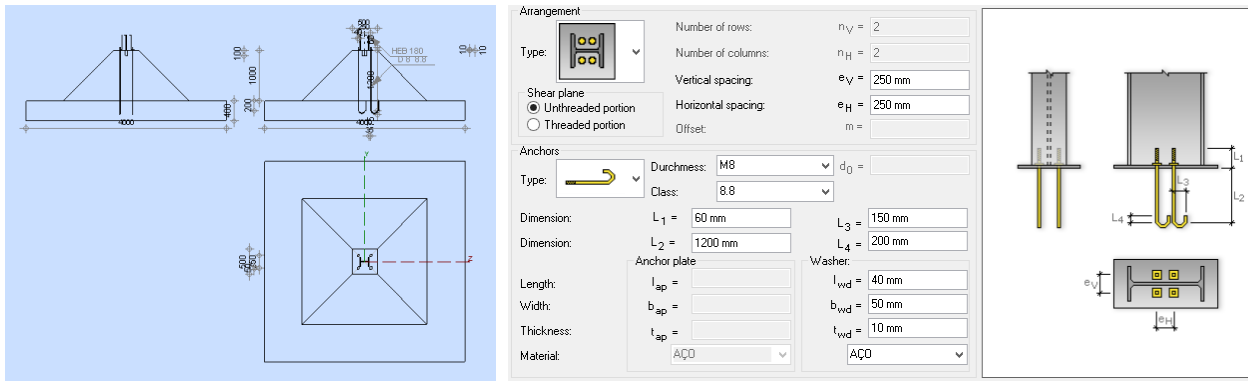 HEB 180
D 8 8.8
100
1000
200
1200
10
10
400
4000
4000
500
250
Y
Z
Arrangement
Type:
Number of rows: nV = 2
Number of columns: nH = 2
Vertical spacing: eV = 250 mm
Shear plane
Unthreaded portion
Horizontal spacing: eH = 250 mm
Threaded portion
Offset: m =
Anchors
Type:
Durchmess: M8 d0 =
Class: 8.8
Dimension: L1 = 60 mm L3 = 150 mm
Dimension: L2 = 1200 mm L4 = 200 mm
Anchor plate Washer:
Length: lap = lwd = 40 mm
Width: bap = bwd = 50 mm
Thickness: tap = twd = 10 mm
Material: AÇO AÇO
L1
L3
L2
L4
eV
eH